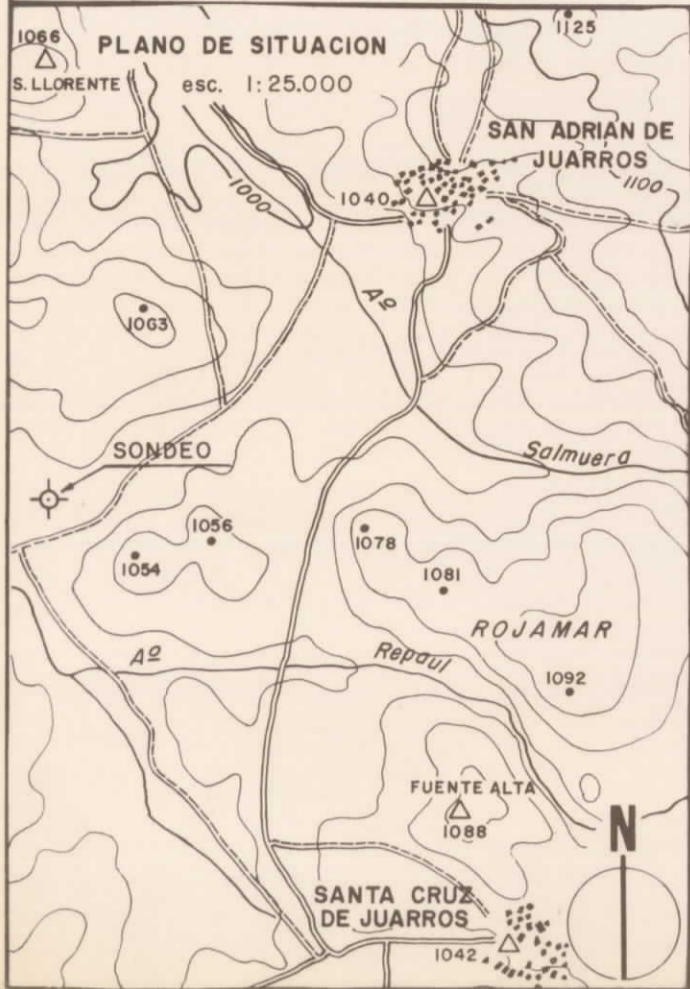 1066
PLANO DE SITUACION
1125
S. LLORENTE
esc. 1:25.000
SAN ADRIAN DE
JUARROS
1000
1040
1100
Aº
1063
SONDEO
Salmuera
1056
1078
1054
1081
ROJAMAR
Aº
Repaul
1092
FUENTE ALTA
1088
N
SANTA CRUZ
DE JUARROS
1042